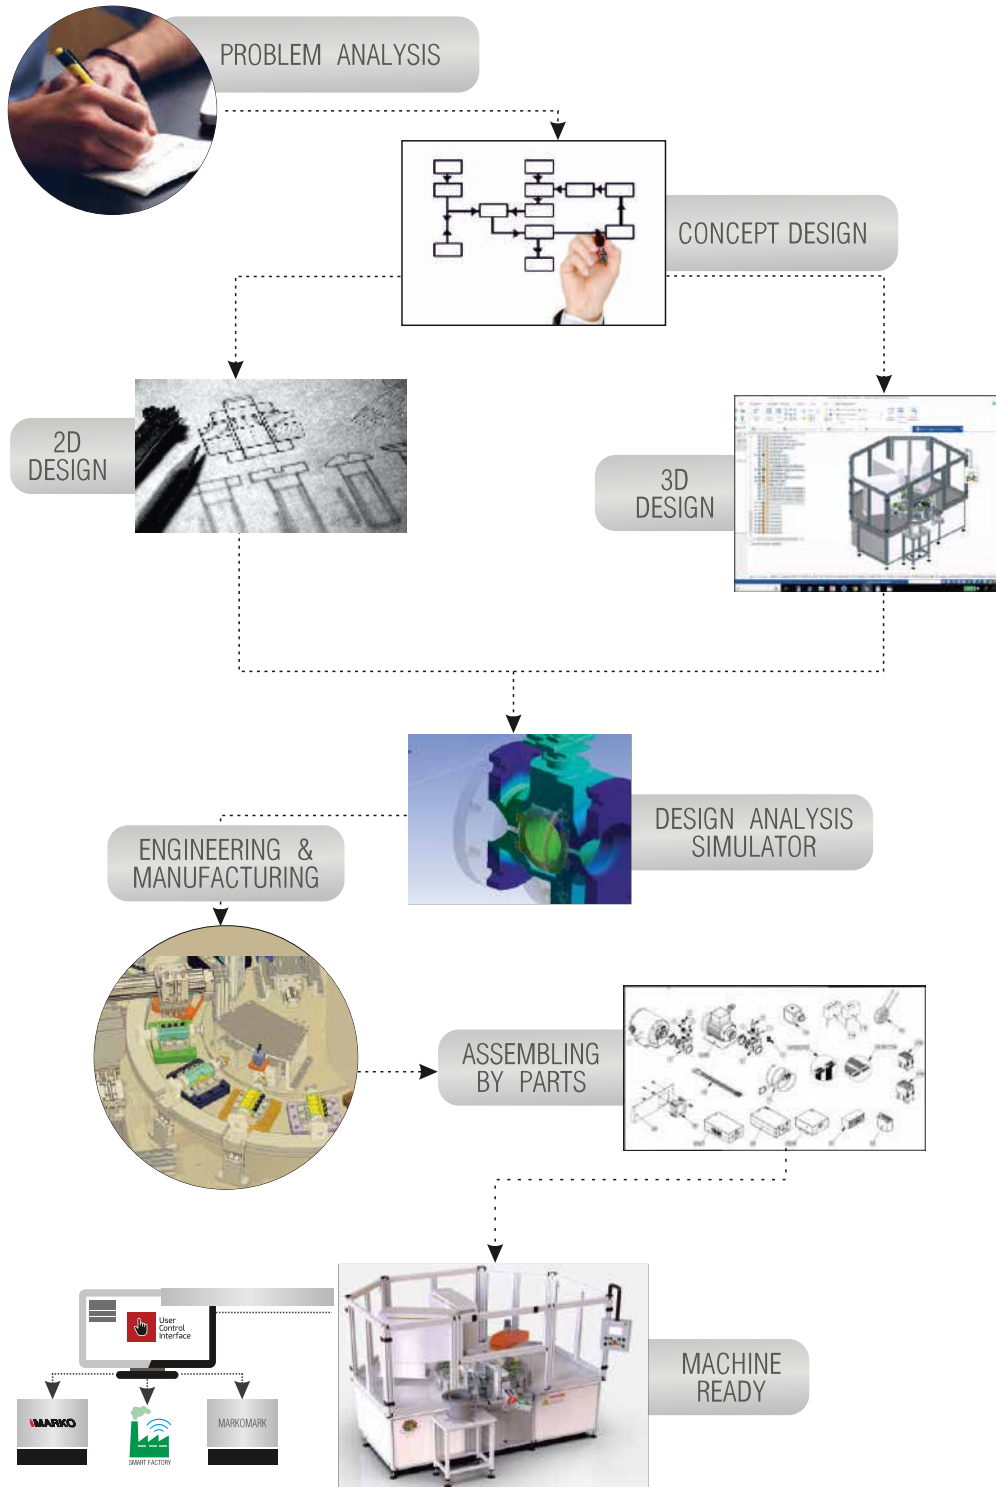 PROBLEM ANALYSIS
CONCEPT DESIGN
2D
DESIGN
3D
DESIGN
DESIGN ANALYSIS
SIMULATOR
ENGINEERING &
MANUFACTURING
ASSEMBLING
BY PARTS
User
Control
Interface
MACHINE
READY
MARKO
MARKOMARK
SMART FACTORY